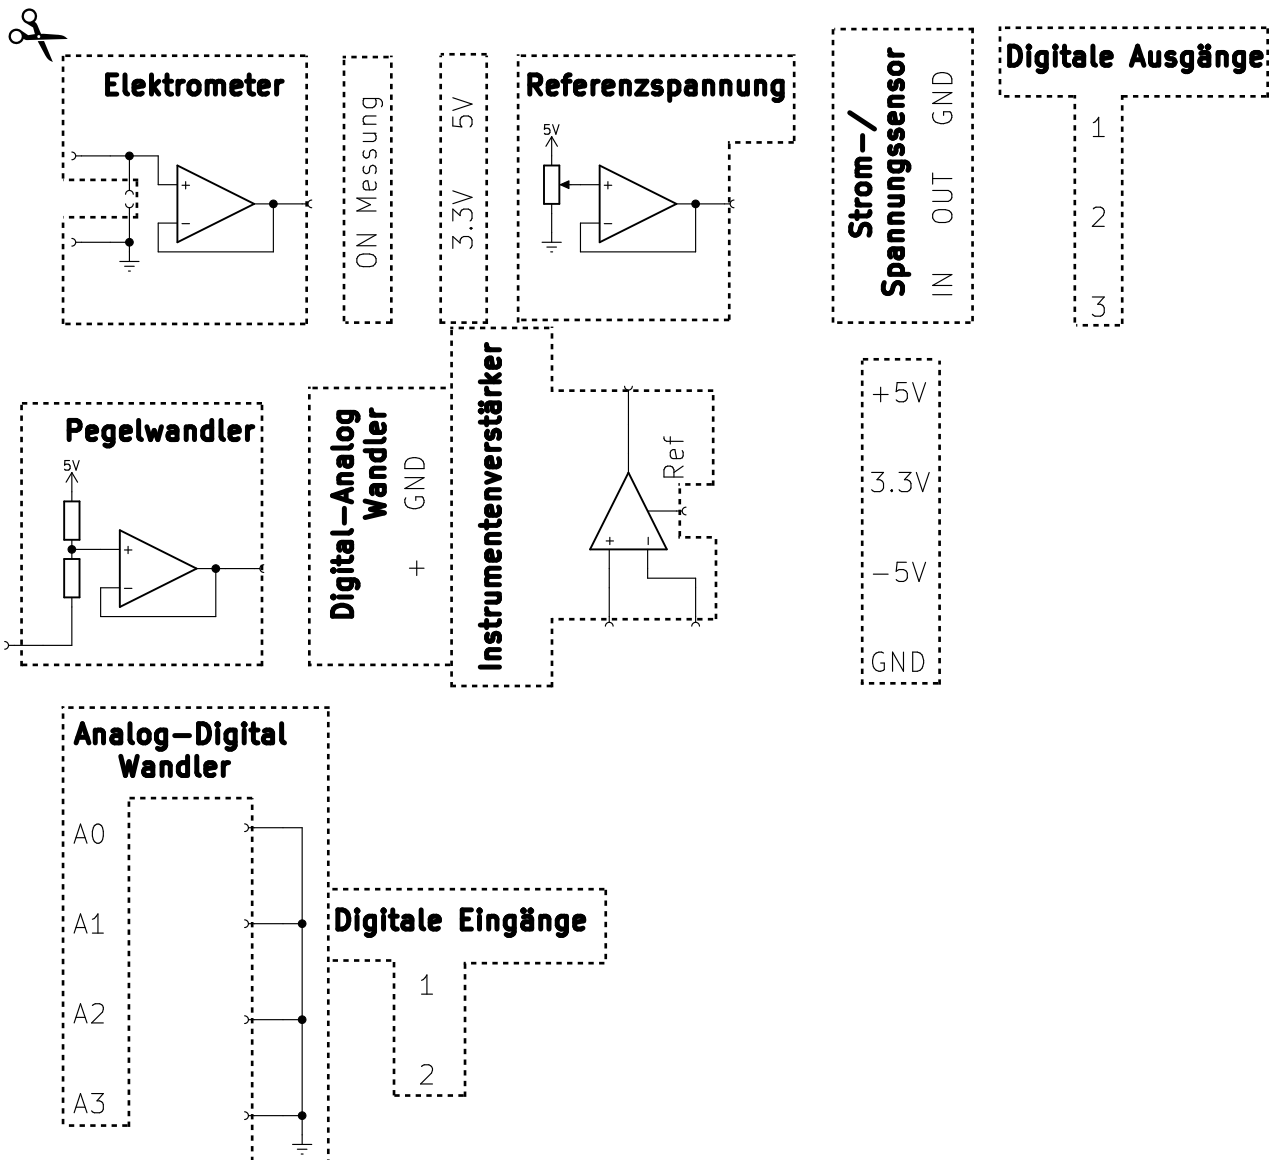 Elektrometer
+
−
ON Messung
3.3V 5V
Referenzspannung
5V
+
−
Strom-/
Spannungssensor
IN OUT GND
Digitale Ausgänge
1
2
3
Pegelwandler
5V
+
−
Digital-Analog
Wandler
+ GND
Instrumentenverstärker
Ref
+ −
+5V
3.3V
-5V
GND
Analog-Digital
Wandler
A0
A1
A2
A3
Digitale Eingänge
1
2